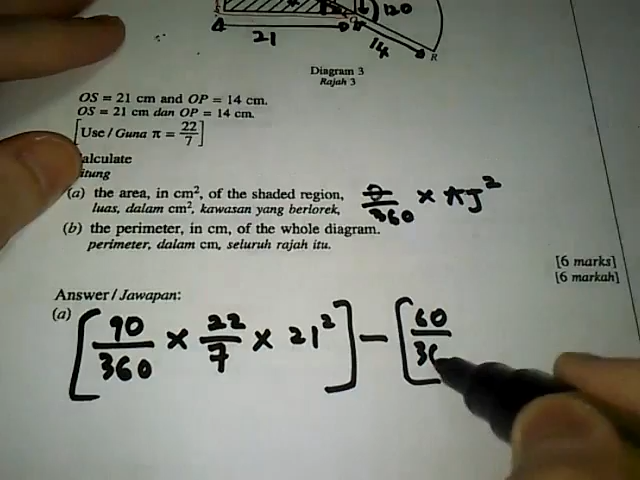 120
21
14
R
Diagram 3
Rajah 3
OS = 21 cm and OP = 14 cm.
OS = 21 cm dan OP = 14 cm.
[Use / Guna π = 22/7]
alculate
itung
(a) the area, in cm², of the shaded region,
luas, dalam cm², kawasan yang berlorek,
θ/360 × πj²
(b) the perimeter, in cm, of the whole diagram.
perimeter, dalam cm, seluruh rajah itu.
[6 marks]
[6 markah]
Answer / Jawapan:
(a) [90/360 × 22/7 × 21²] − [60/36